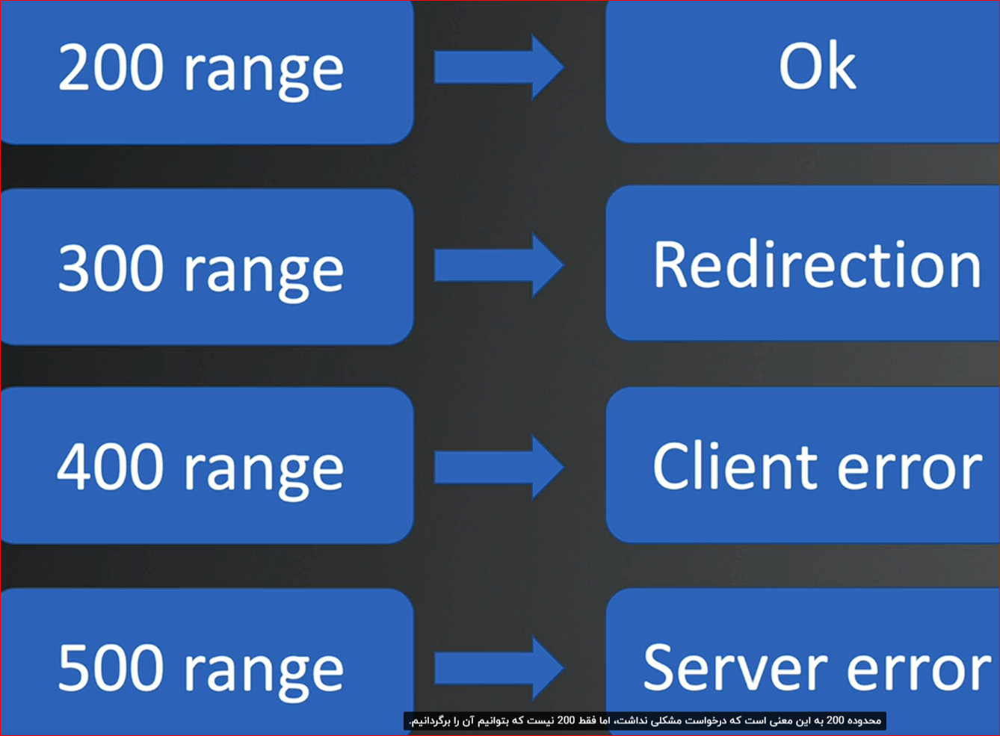 200 range
Ok
300 range
Redirection
400 range
Client error
500 range
Server error
محدوده 200 به این معنی است که درخواست مشکلی نداشت، اما فقط 200 نیست که بتوانیم آن را برگردانیم.